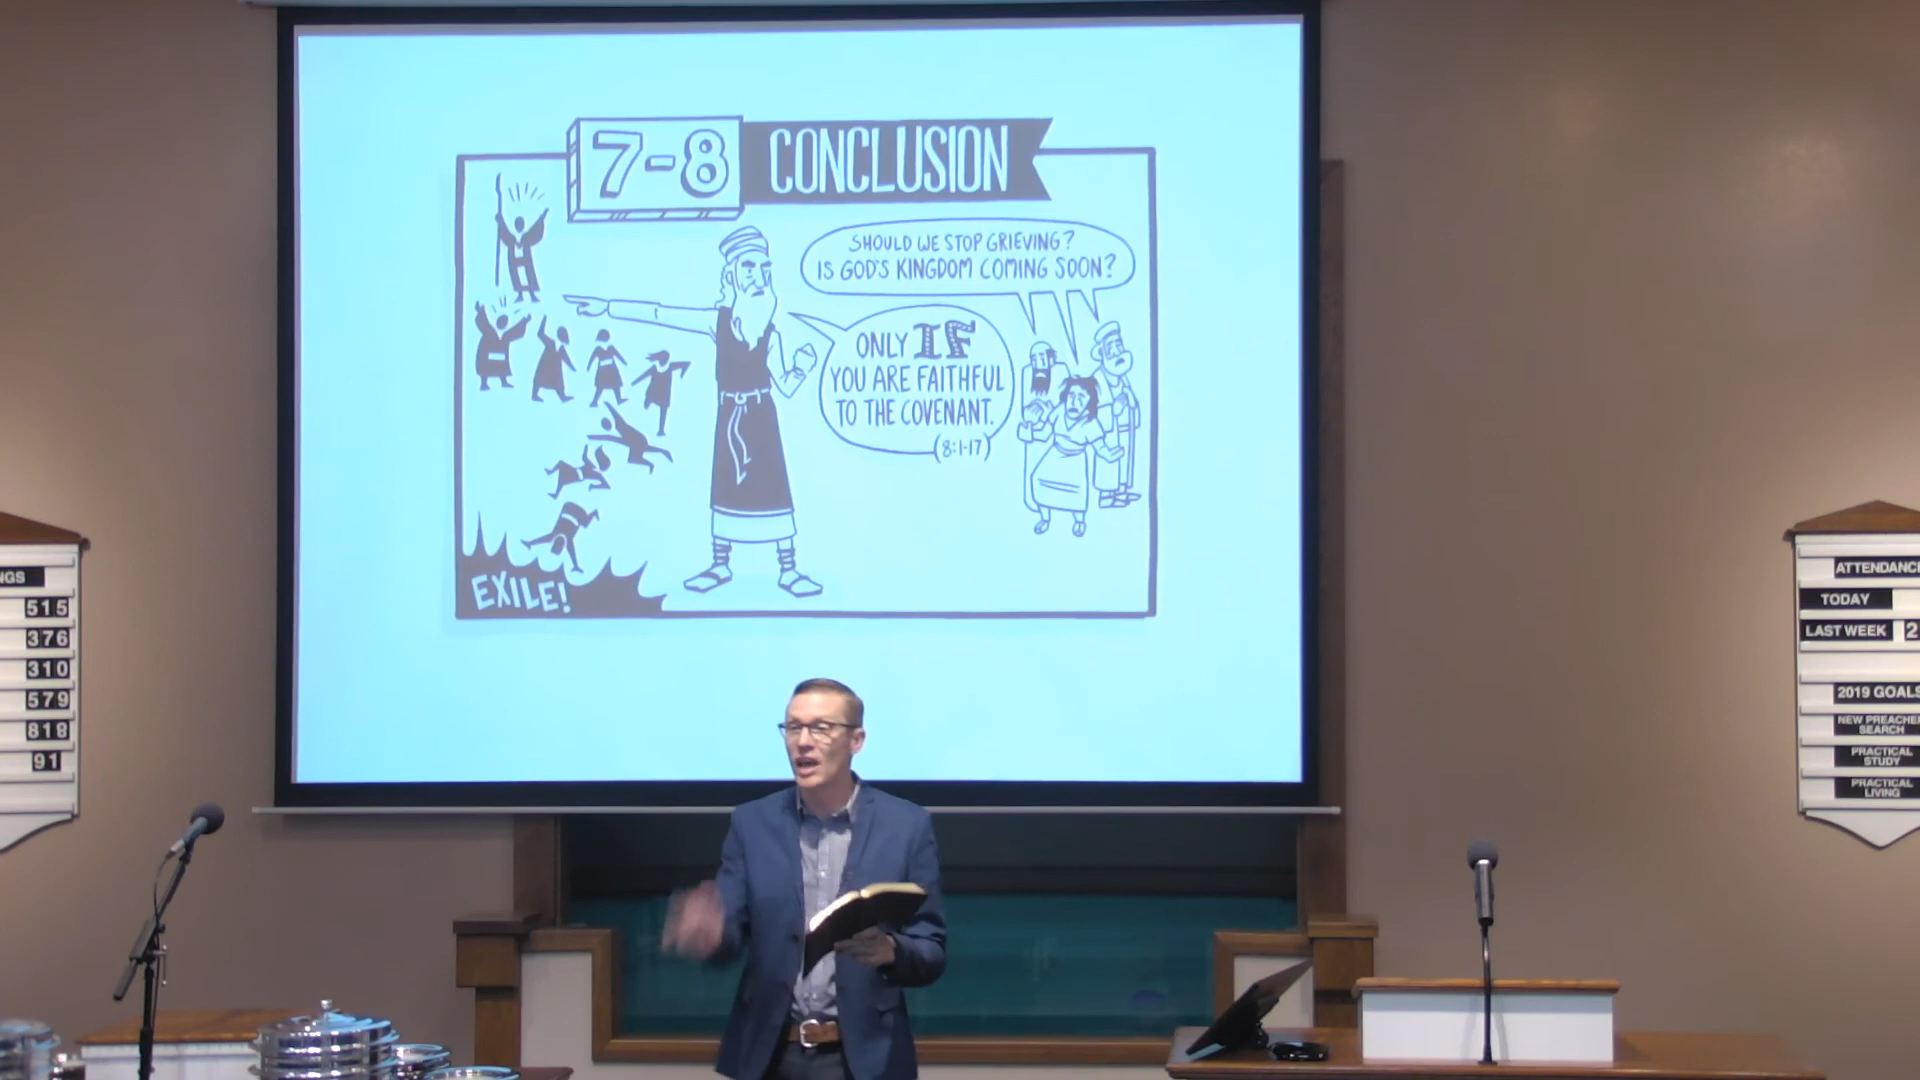 7-8 CONCLUSION
SHOULD WE STOP GRIEVING?
IS GOD'S KINGDOM COMING SOON?
ONLY IF
YOU ARE FAITHFUL
TO THE COVENANT.
(8:1-17)
EXILE!
NGS
515
376
310
579
818
91
ATTENDANC
TODAY
LAST WEEK 2
2019 GOALS
NEW PREACHER
SEARCH
PRACTICAL
STUDY
PRACTICAL
LIVING